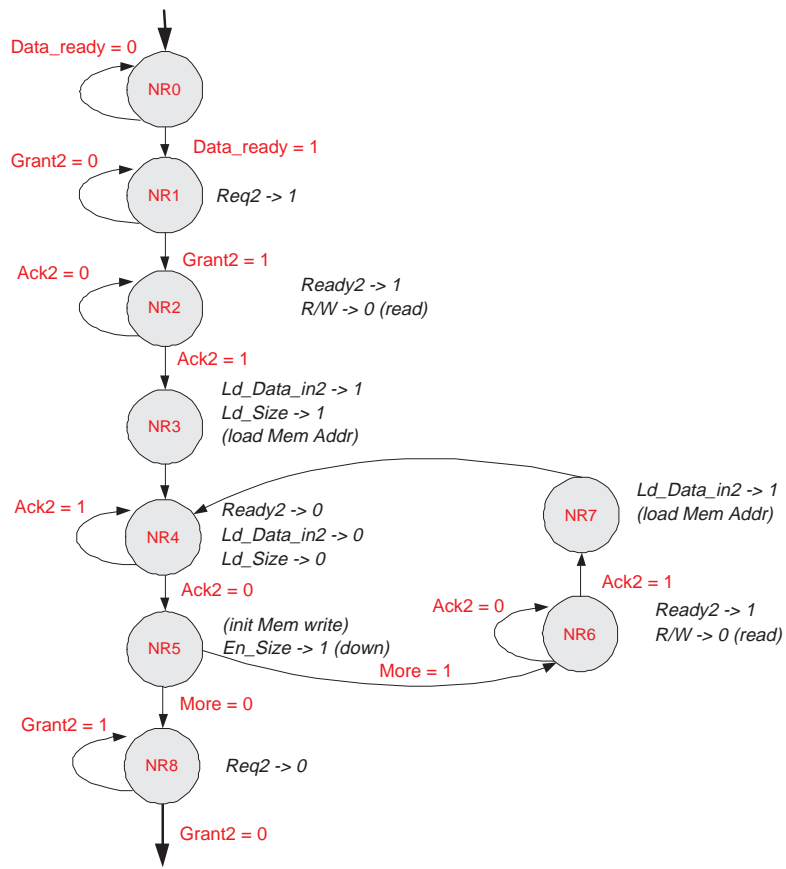 Data_ready = 0
NR0
Data_ready = 1
Grant2 = 0
NR1
Req2 -> 1
Grant2 = 1
Ack2 = 0
NR2
Ready2 -> 1
R/W -> 0 (read)
Ack2 = 1
NR3
Ld_Data_in2 -> 1
Ld_Size -> 1
(load Mem Addr)
Ack2 = 1
NR4
Ready2 -> 0
Ld_Data_in2 -> 0
Ld_Size -> 0
Ack2 = 0
NR7
Ld_Data_in2 -> 1
(load Mem Addr)
Ack2 = 1
NR5
(init Mem write)
En_Size -> 1 (down)
More = 1
Ack2 = 0
NR6
Ready2 -> 1
R/W -> 0 (read)
More = 0
Grant2 = 1
NR8
Req2 -> 0
Grant2 = 0